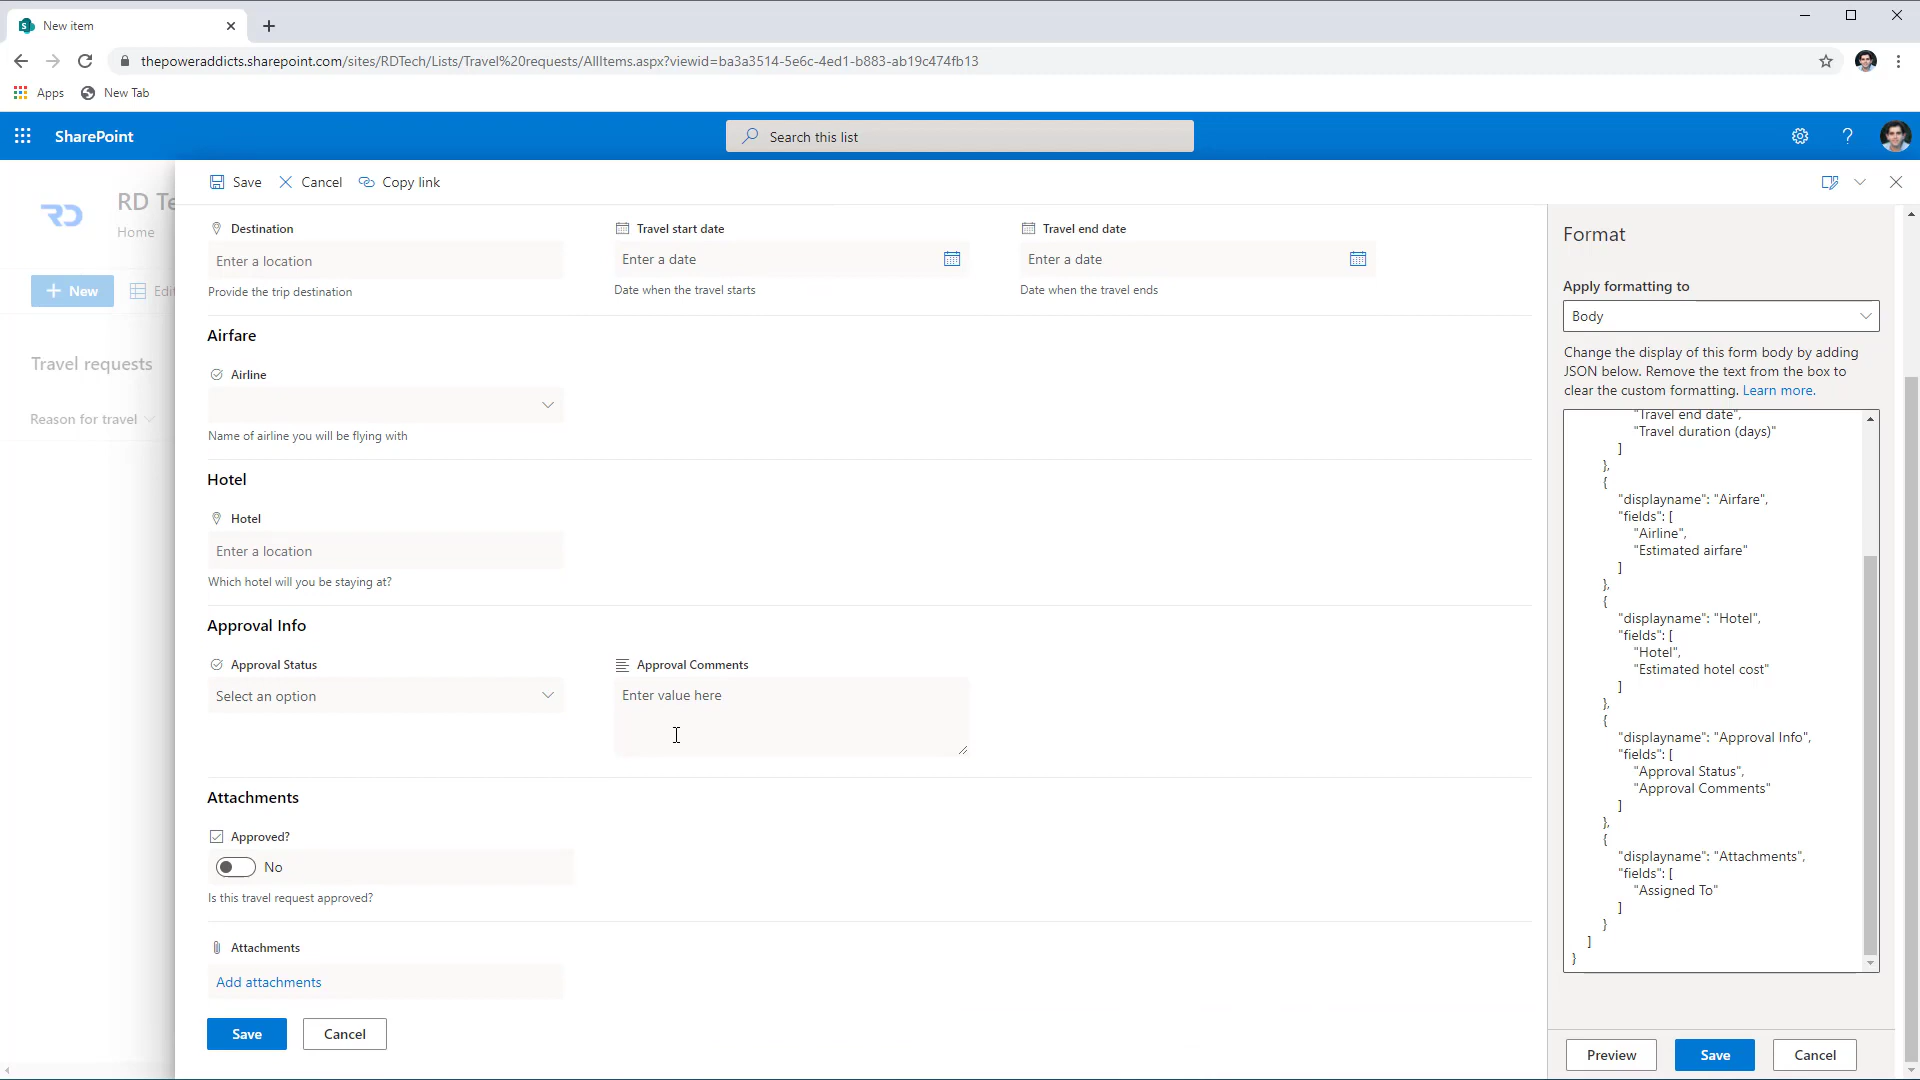 New item
thepoweraddicts.sharepoint.com/sites/RDTech/Lists/Travel%20requests/AllItems.aspx?viewid=ba3a3514-5e6c-4ed1-b883-ab19c474fb13
Apps
New Tab
SharePoint
Search this list
?
RD
RD Te
Home
New
Edi
Travel requests
Reason for travel
Save
Cancel
Copy link
Destination
Enter a location
Provide the trip destination
Travel start date
Enter a date
Date when the travel starts
Travel end date
Enter a date
Date when the travel ends
Airfare
Airline
Name of airline you will be flying with
Hotel
Hotel
Enter a location
Which hotel will you be staying at?
Approval Info
Approval Status
Select an option
Approval Comments
Enter value here
Attachments
Approved?
No
Is this travel request approved?
Attachments
Add attachments
Save
Cancel
Format
Apply formatting to
Body
Change the display of this form body by adding
JSON below. Remove the text from the box to
clear the custom formatting. Learn more.
"Travel end date",
"Travel duration (days)"
]
},
{
"displayname": "Airfare",
"fields": [
"Airline",
"Estimated airfare"
]
},
{
"displayname": "Hotel",
"fields": [
"Hotel",
"Estimated hotel cost"
]
},
{
"displayname": "Approval Info",
"fields": [
"Approval Status",
"Approval Comments"
]
},
{
"displayname": "Attachments",
"fields": [
"Assigned To"
]
}
]
}
Preview
Save
Cancel